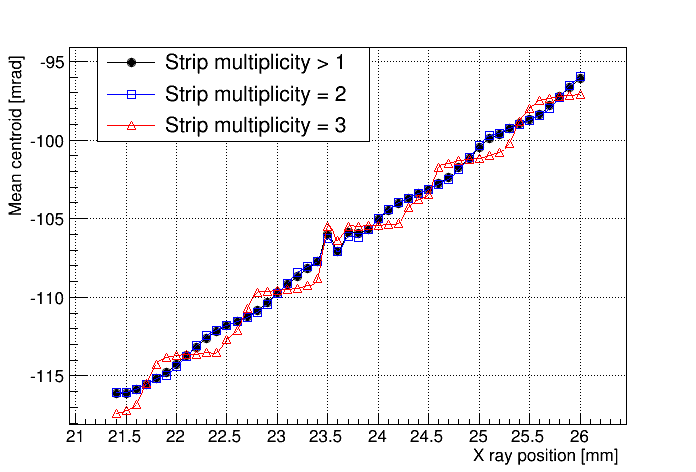 Mean centroid [mrad]
-95
-100
-105
-110
-115
Strip multiplicity > 1
Strip multiplicity = 2
Strip multiplicity = 3
21 21.5 22 22.5 23 23.5 24 24.5 25 25.5 26
X ray position [mm]